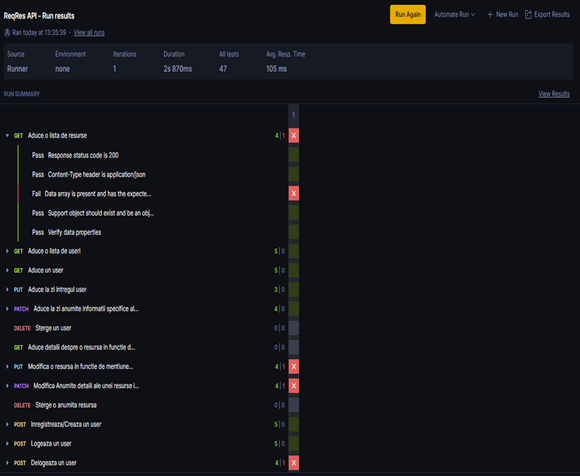 ReqRes API - Run results
Run Again
Automate Run
+ New Run
Export Results
Ran today at 13:35:39 · View all runs
Source Environment Iterations Duration All tests Avg. Resp. Time
Runner none 1 2s 870ms 47 105 ms
RUN SUMMARY
View Results
1
GET Aduce o lista de resurse 4 | 1 X
Pass Response status code is 200
Pass Content-Type header is application/json
Fail Data array is present and has the expecte... X
Pass Support object should exist and be an obj...
Pass Verify data properties
GET Aduce o lista de useri 5 | 0
GET Aduce un user 5 | 0
PUT Aduce la zi intregul user 3 | 0
PATCH Aduce la zi anumite informatii specifice al... 4 | 0
DELETE Sterge un user 0 | 0
GET Aduce detalii despre o resursa in functie d... 0 | 0
PUT Modifica o resursa in functie de mentiune... 4 | 1 X
PATCH Modifica Anumite detalii ale unei resurse i... 4 | 1 X
DELETE Sterge o anumita resursa 0 | 0
POST Inregistreaza/Creaza un user 5 | 0
POST Logeaza un user 5 | 0
POST Delogeaza un user 4 | 1 X